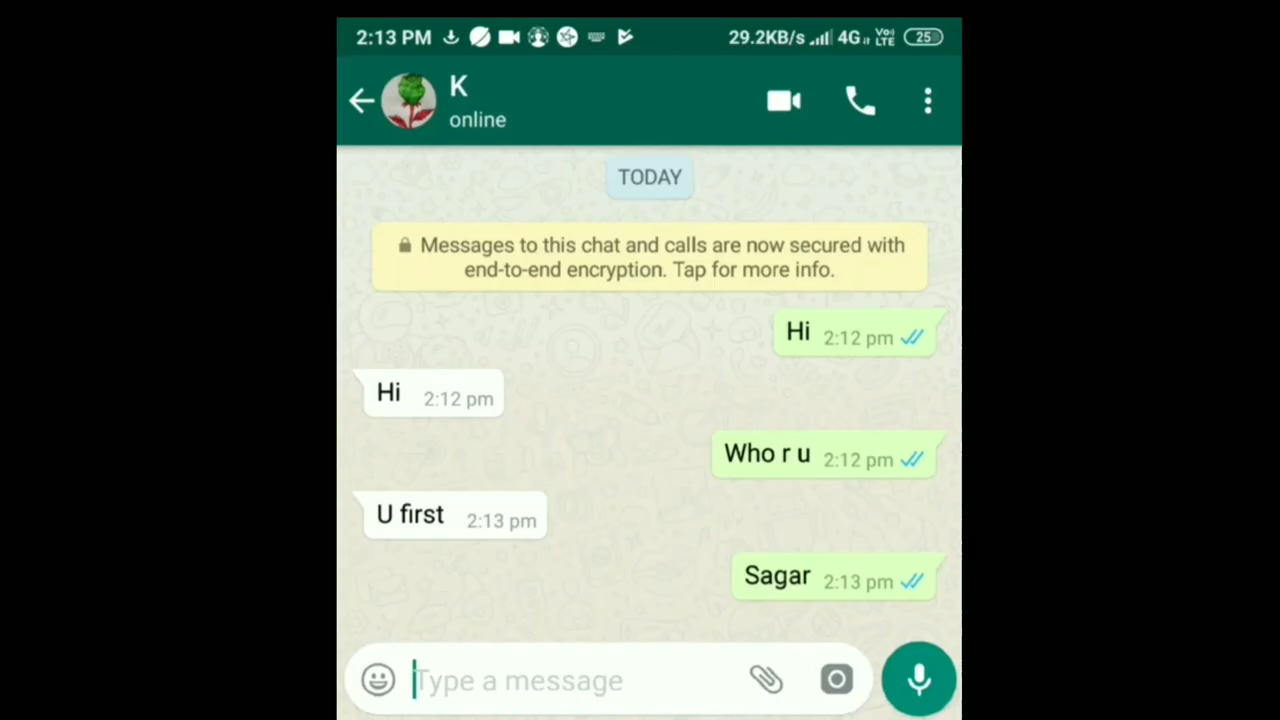 2:13 PM 29.2KB/s 4G VoLTE 25
K
online
TODAY
Messages to this chat and calls are now secured with
end-to-end encryption. Tap for more info.
Hi 2:12 pm
Hi 2:12 pm
Who r u 2:12 pm
U first 2:13 pm
Sagar 2:13 pm
Type a message